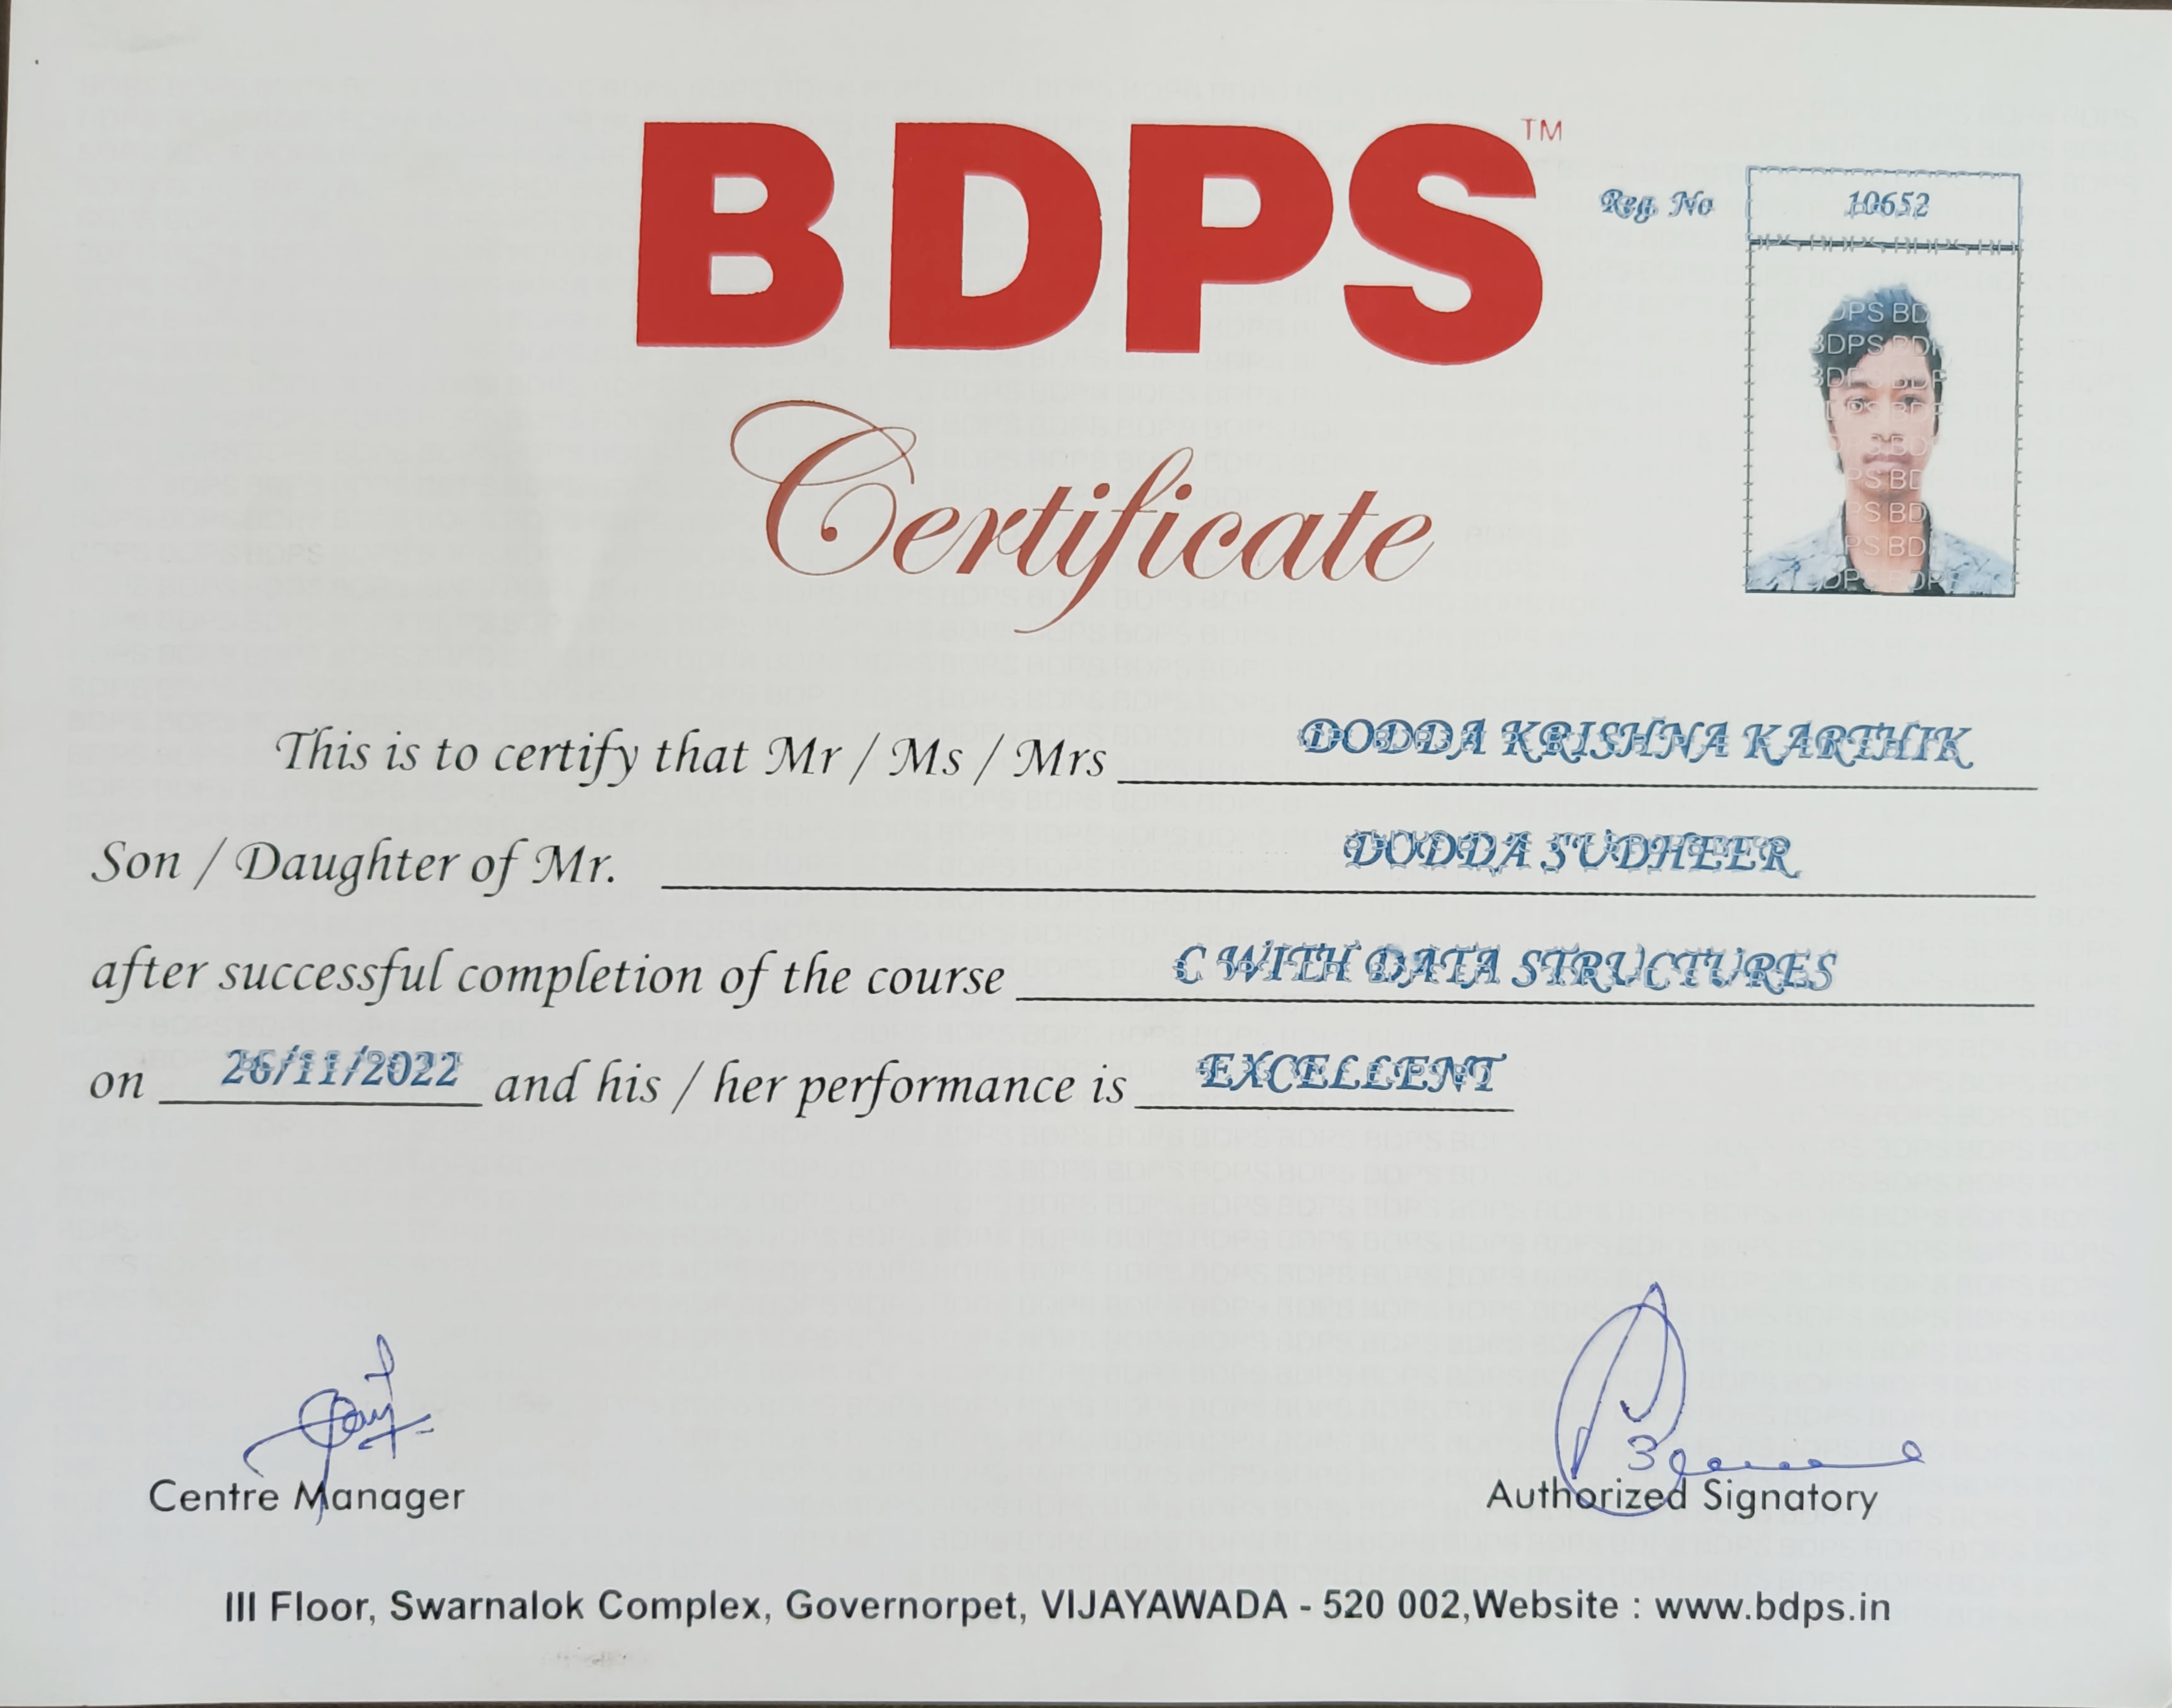 BDPS™
Reg. No 10652
Certificate
This is to certify that Mr / Ms / Mrs DODDA KRISHNA KARTHIK
Son / Daughter of Mr. DODDA SUDHEER
after successful completion of the course C WITH DATA STRUCTURES
on 26/11/2022 and his / her performance is EXCELLENT
Centre Manager Authorized Signatory
III Floor, Swarnalok Complex, Governorpet, VIJAYAWADA - 520 002,Website : www.bdps.in